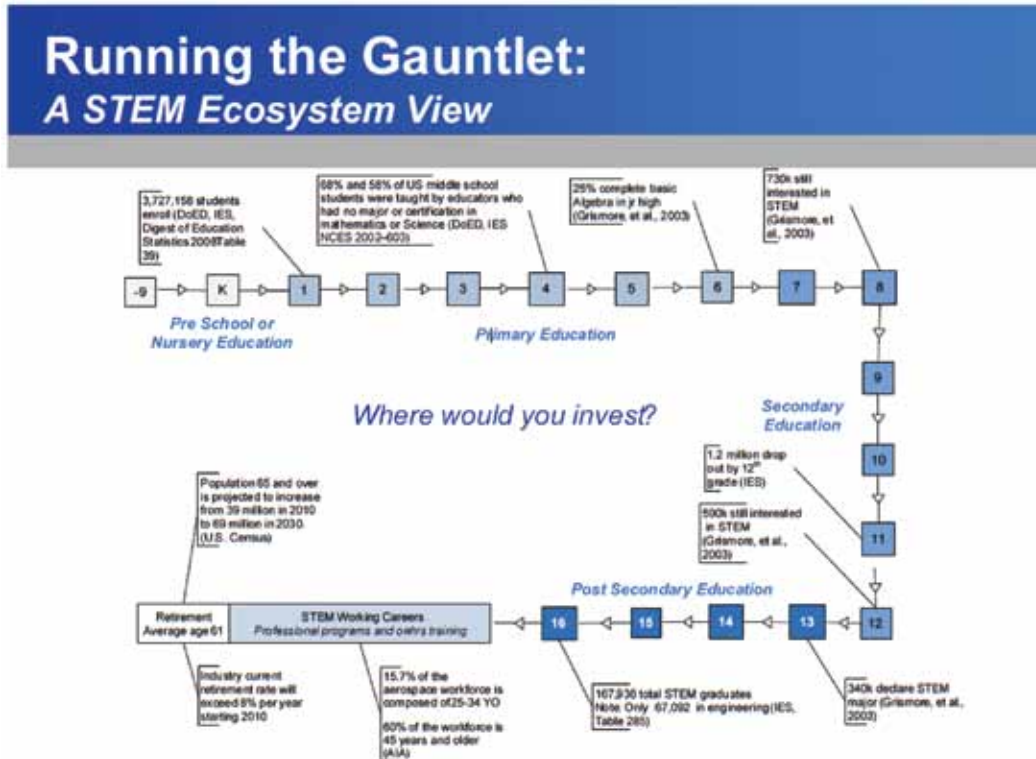 Running the Gauntlet:
A STEM Ecosystem View
3,727,156 students
enroll (DoED, IES,
Digest of Education
Statistics 2009Table
39)
68% and 58% of US middle school
students were taught by educators who
had no major or certification in
mathematics or Science (DoED, IES
NCES 2002-603)
25% complete basic
Algebra in jr high
(Grismore, et al., 2003)
730k still
interested in
STEM
(Grismore, et
al., 2003)
-9
K
1
2
3
4
5
6
7
8
Pre School or
Nursery Education
Primary Education
9
Where would you invest?
Secondary
Education
10
1.2 million drop
out by 12th
grade (IES)
11
Population 65 and over
is projected to increase
from 39 million in 2010
to 69 million in 2030.
(U.S. Census)
still interested
in STEM
(Grismore, et al.,
2003)
Post Secondary Education
Retirement
Average age 61
STEM Working Careers
Professional programs and training
16
15
14
13
12
Industry current
retirement rate will
exceed 8% per year
starting 2010
15.7% of the
aerospace workforce is
composed of 25-34 YO
60% of the workforce is
45 years and older
(AIA)
167,936 total STEM graduates
Note: Only 67,092 in engineering (IES,
Table 285)
340k declare STEM
major (Grismore, et al.,
2003)